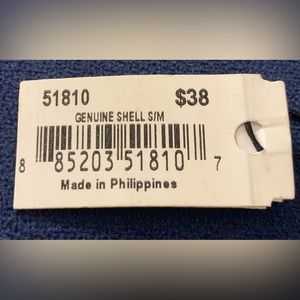 51810 $38
GENUINE SHELL S/M
8 85203 51810 7
Made in Philippines